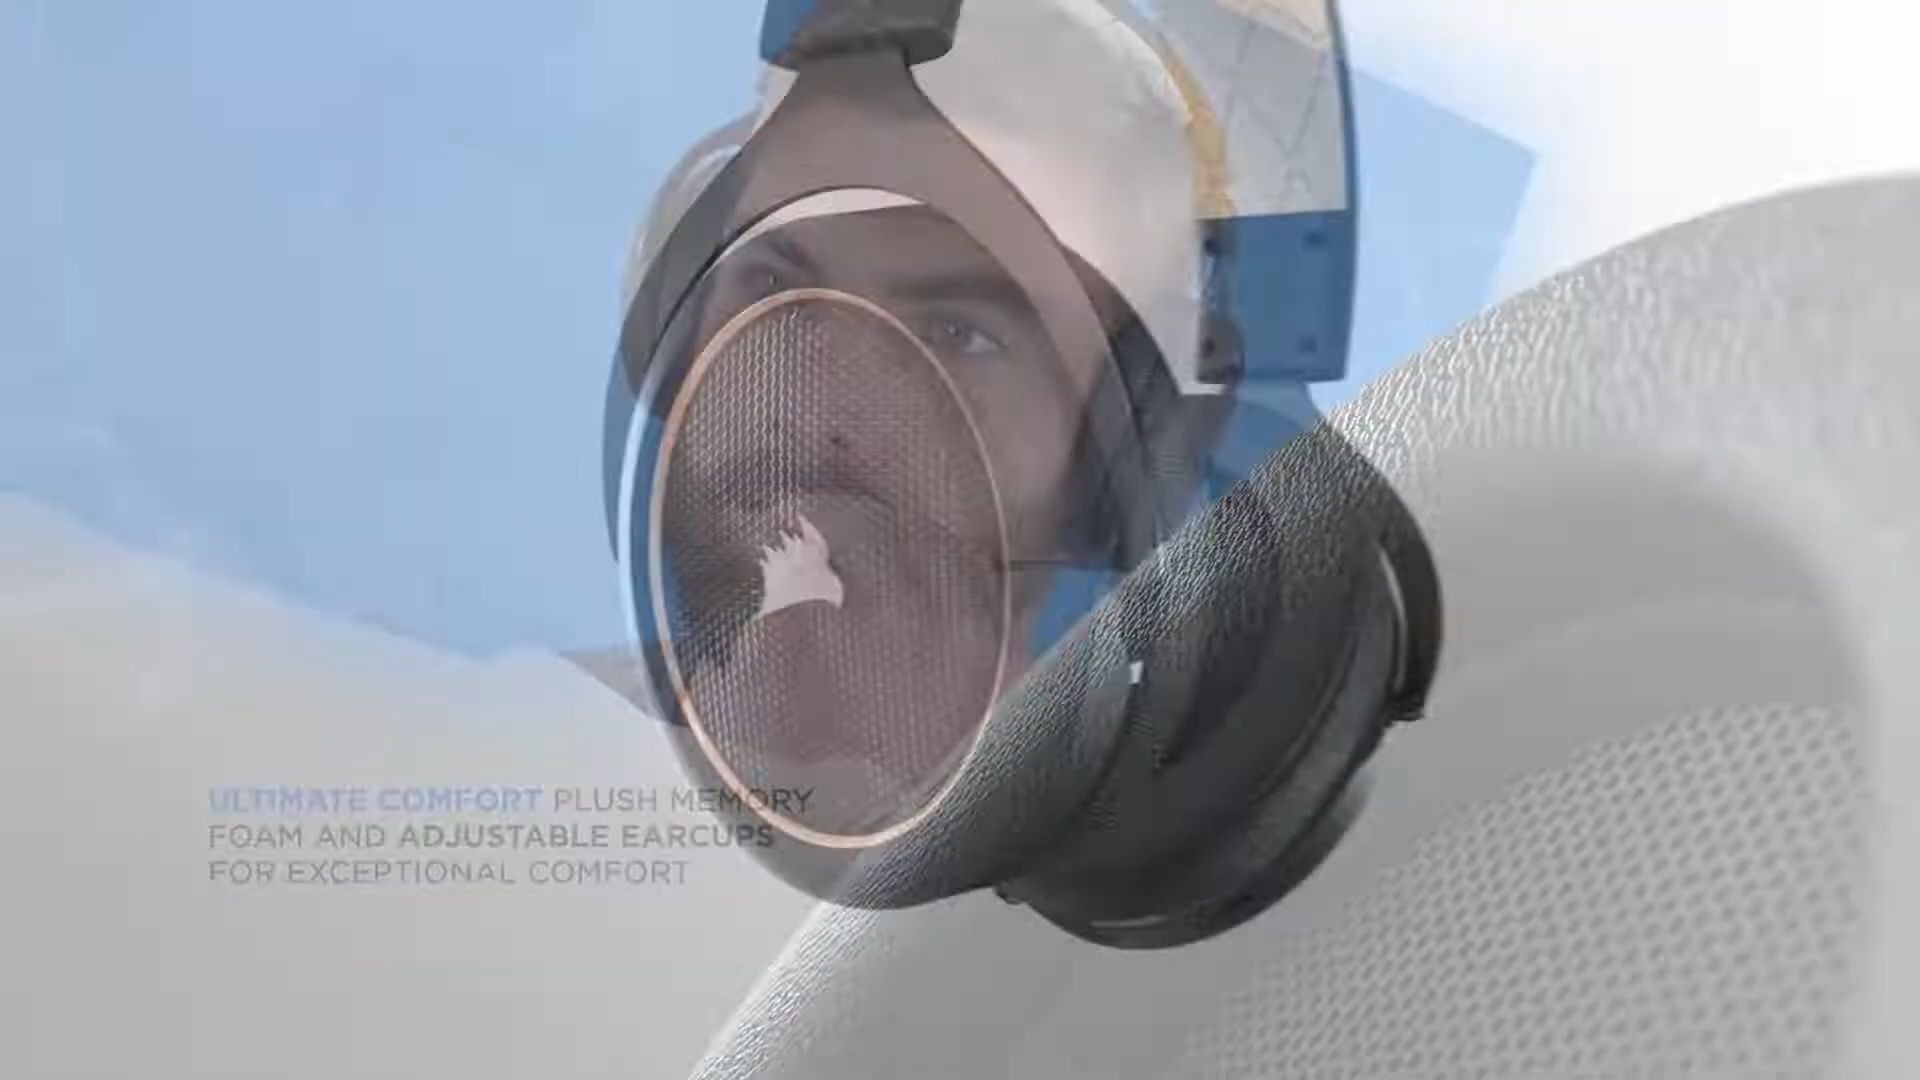 ULTIMATE COMFORT PLUSH MEMORY
FOAM AND ADJUSTABLE EARCUPS
FOR EXCEPTIONAL COMFORT